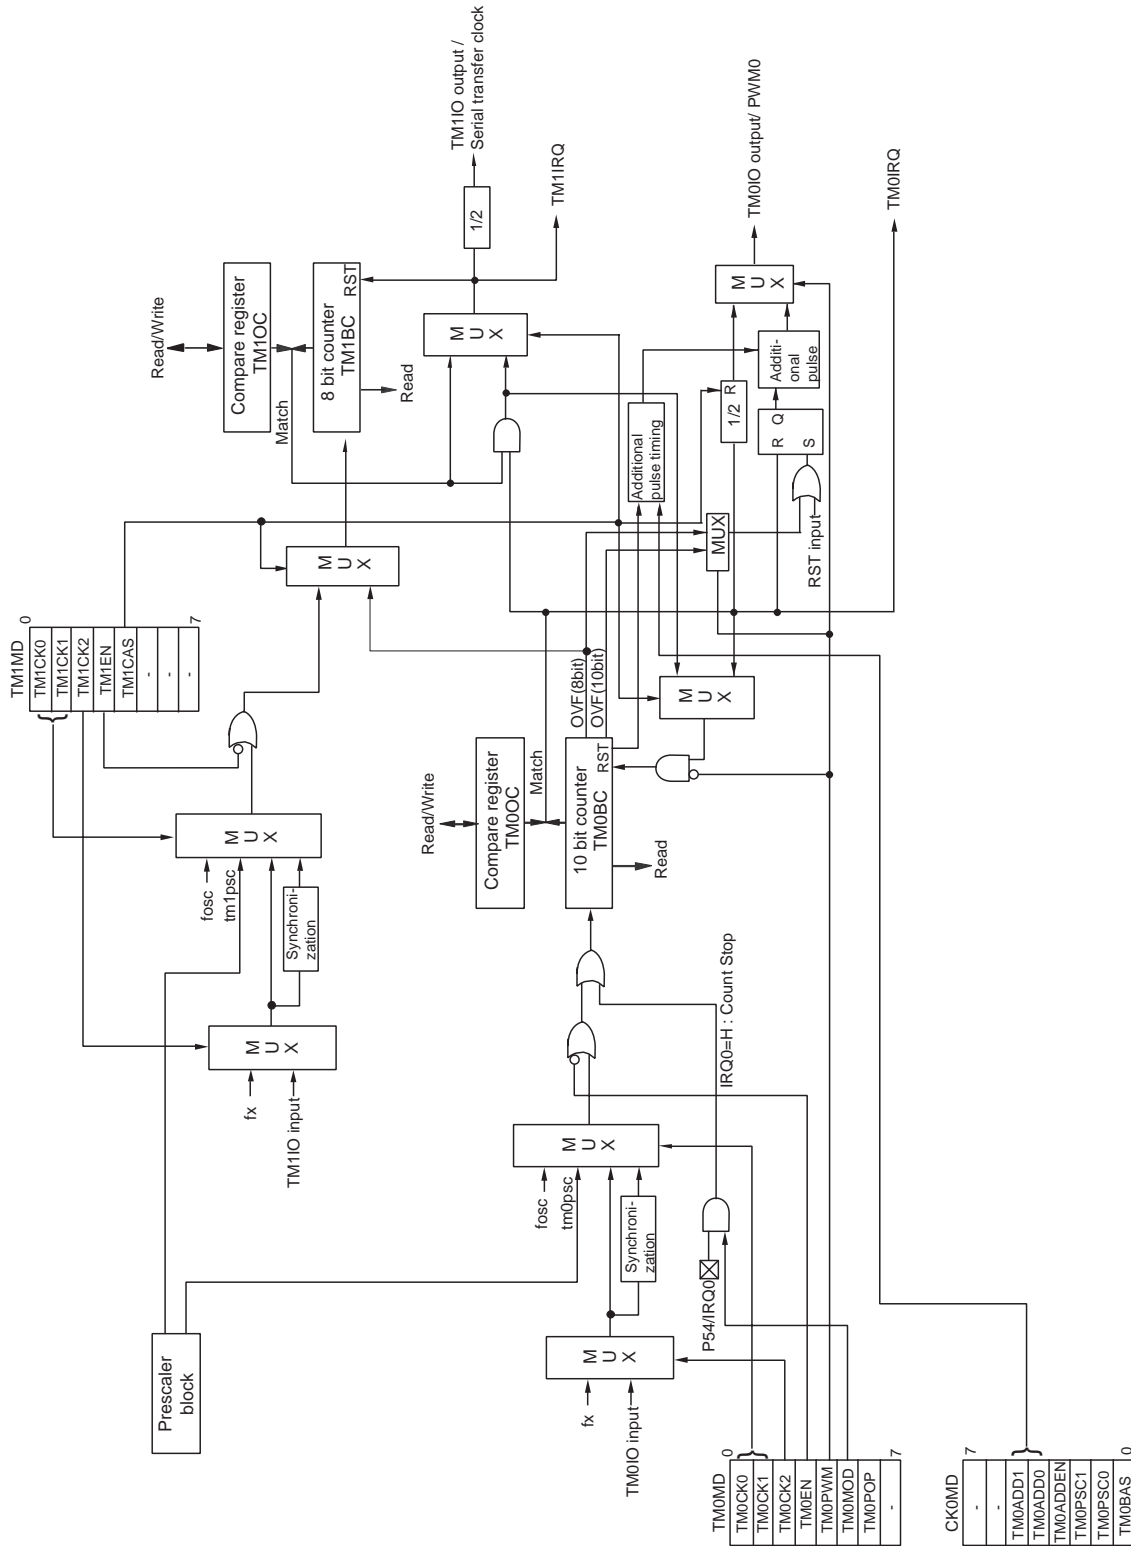 TM1MD
0
TM1CK0
TM1CK1
TM1CK2
TM1EN
TM1CAS
-
-
-
7
Prescaler
block
fx
TM1IO input
M
U
X
Synchroni-
zation
fosc
tm1psc
M
U
X
M
U
X
Read/Write
Compare register
TM1OC
Match
8 bit counter
TM1BC
RST
Read
M
U
X
1/2
TM1IO output /
Serial transfer clock
TM1IRQ
fx
TM0IO input
M
U
X
Synchroni-
zation
fosc
tm0psc
M
U
X
P54/IRQ0
IRQ0=H : Count Stop
Read/Write
Compare register
TM0OC
Match
10 bit counter
TM0BC
RST
Read
OVF(8bit)
OVF(10bit)
M
U
X
Additional
pulse timing
MUX
1/2
R
R
Q
S
RST input
Additi-
onal
pulse
M
U
X
TM0IO output/ PWM0
TM0IRQ
TM0MD
0
TM0CK0
TM0CK1
TM0CK2
TM0EN
TM0PWM
TM0MOD
TM0POP
-
7
CK0MD
7
-
-
TM0ADD1
TM0ADD0
TM0ADDEN
TM0PSC1
TM0PSC0
TM0BAS
0